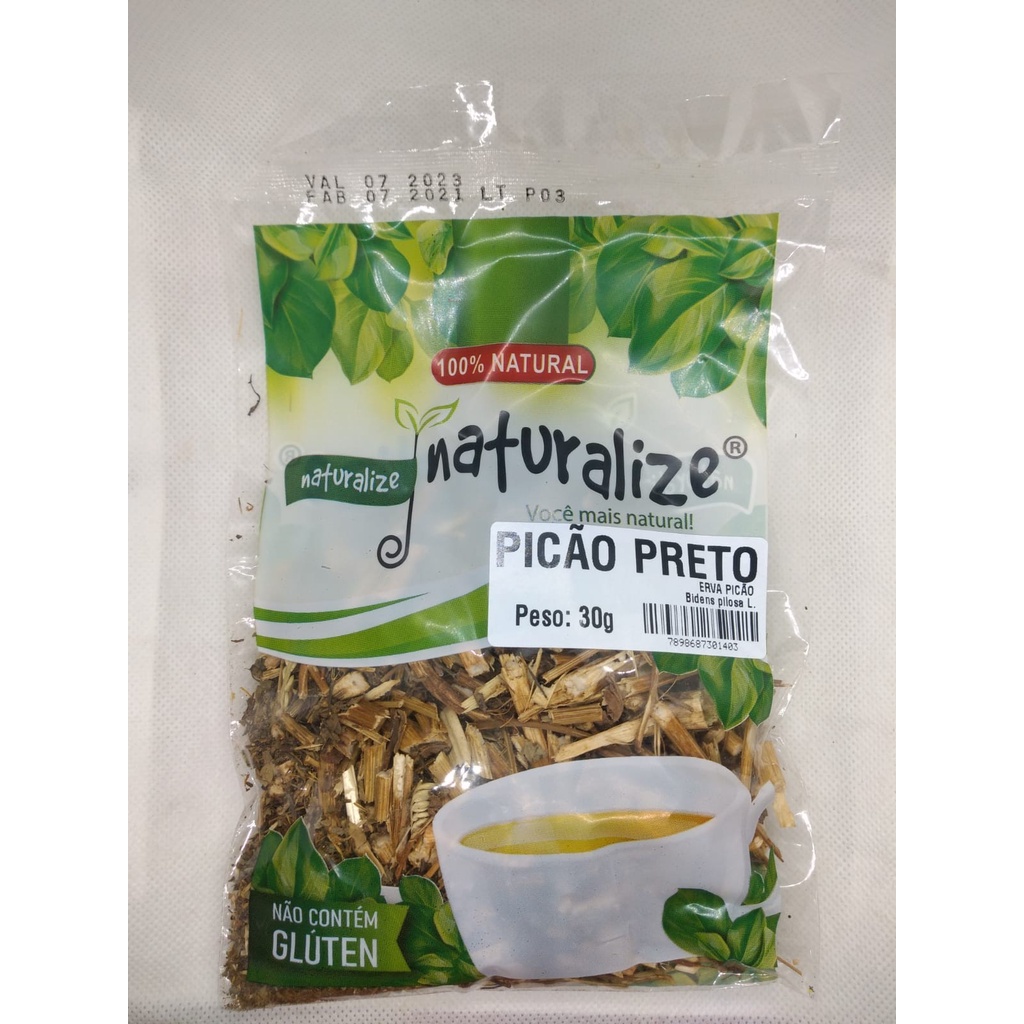 VAL 07 2023
FAB 07 2021 LT P03
100% NATURAL
naturalize
naturalize®
Você mais natural!
PICÃO PRETO
ERVA PICÃO
Bidens pilosa L.
Peso: 30g
7898687301403
NÃO CONTÉM
GLÚTEN